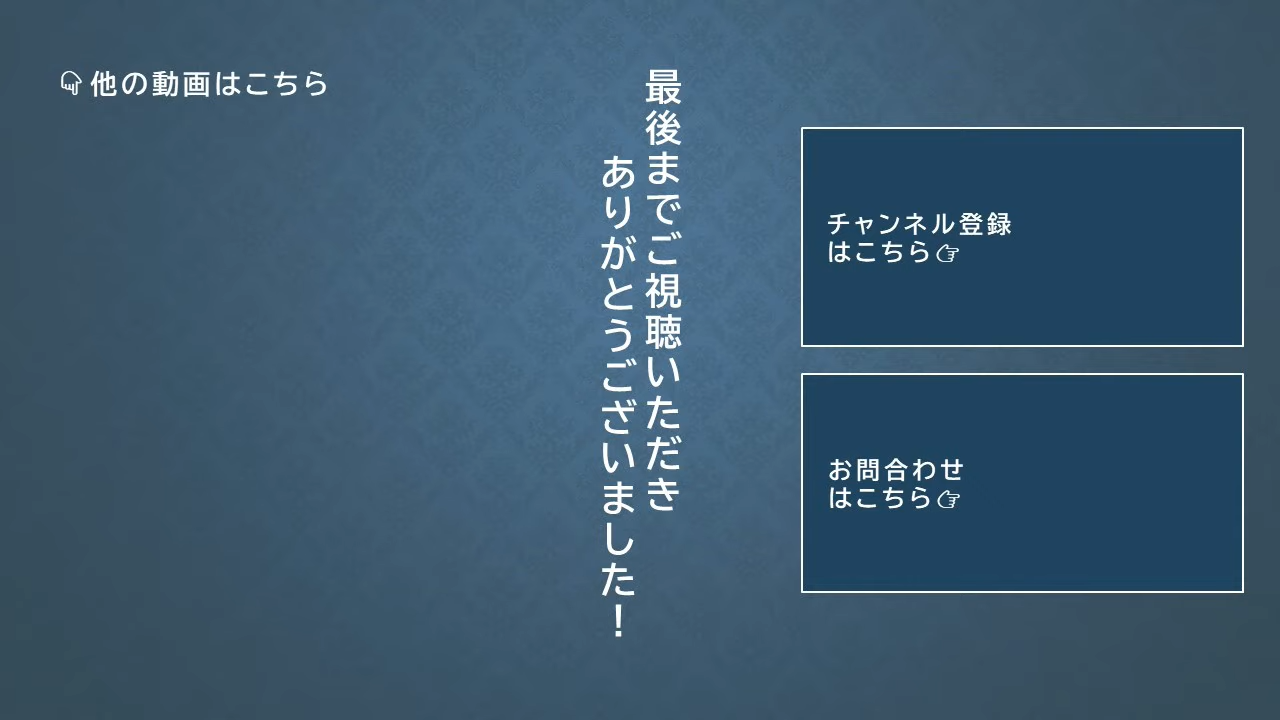 👇他の動画はこちら
最後までご視聴いただき
ありがとうございました！
チャンネル登録
はこちら👉
お問合わせ
はこちら👉